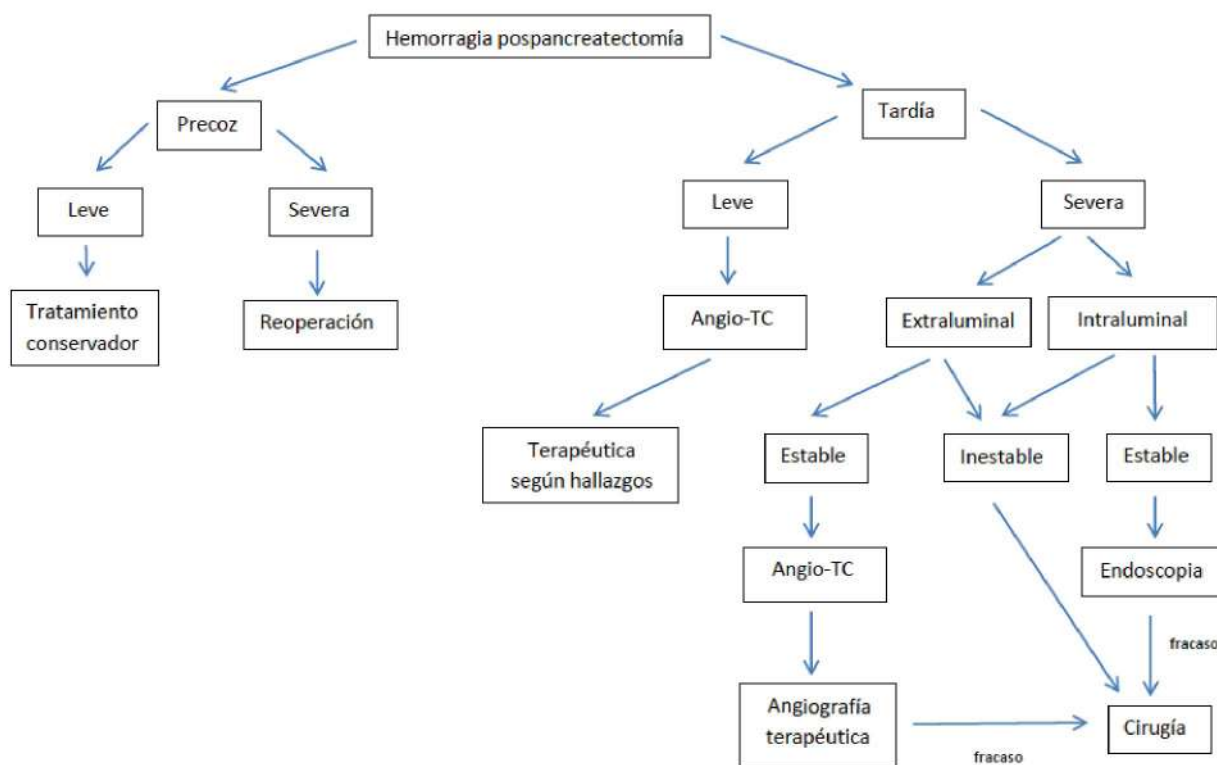 Hemorragia pospancreatectomía
Precoz
Tardía
Leve
Severa
Leve
Severa
Tratamiento
conservador
Reoperación
Angio-TC
Extraluminal
Intraluminal
Terapéutica
según hallazgos
Estable
Inestable
Estable
Angio-TC
Endoscopia
fracaso
Angiografía
terapéutica
Cirugía
fracaso